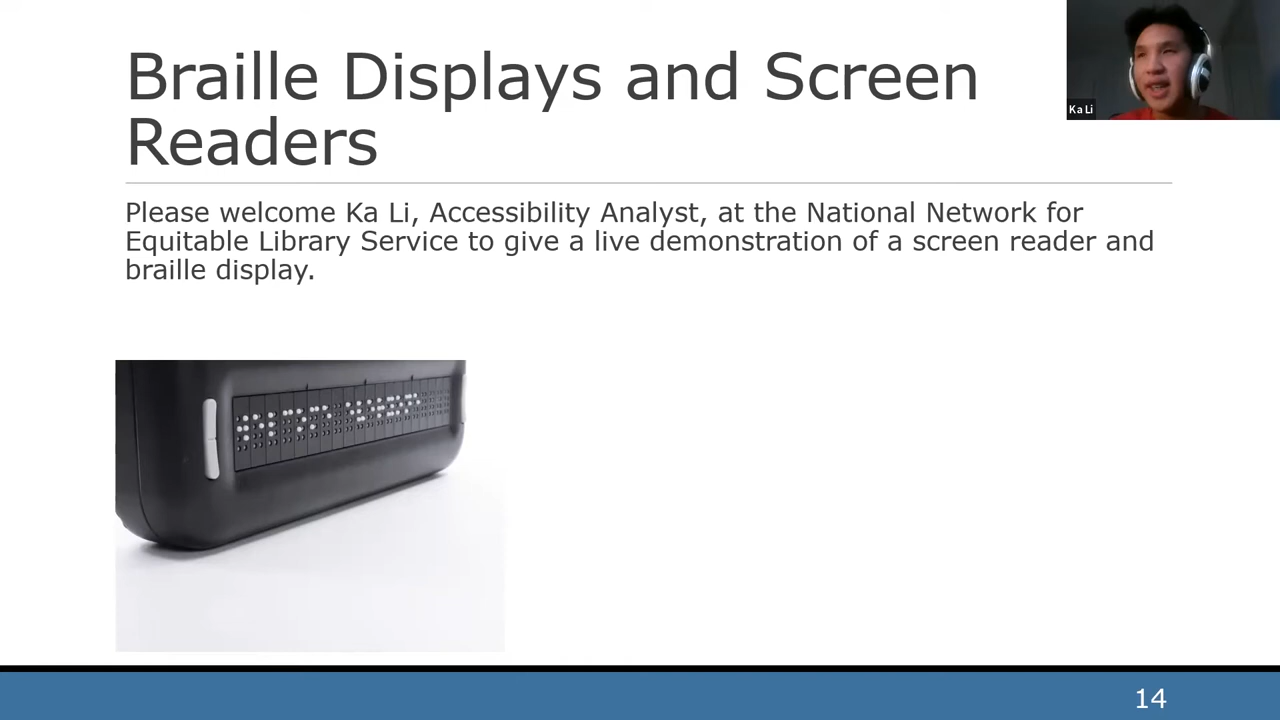 Braille Displays and Screen
Readers
Ka Li
Please welcome Ka Li, Accessibility Analyst, at the National Network for
Equitable Library Service to give a live demonstration of a screen reader and
braille display.
14